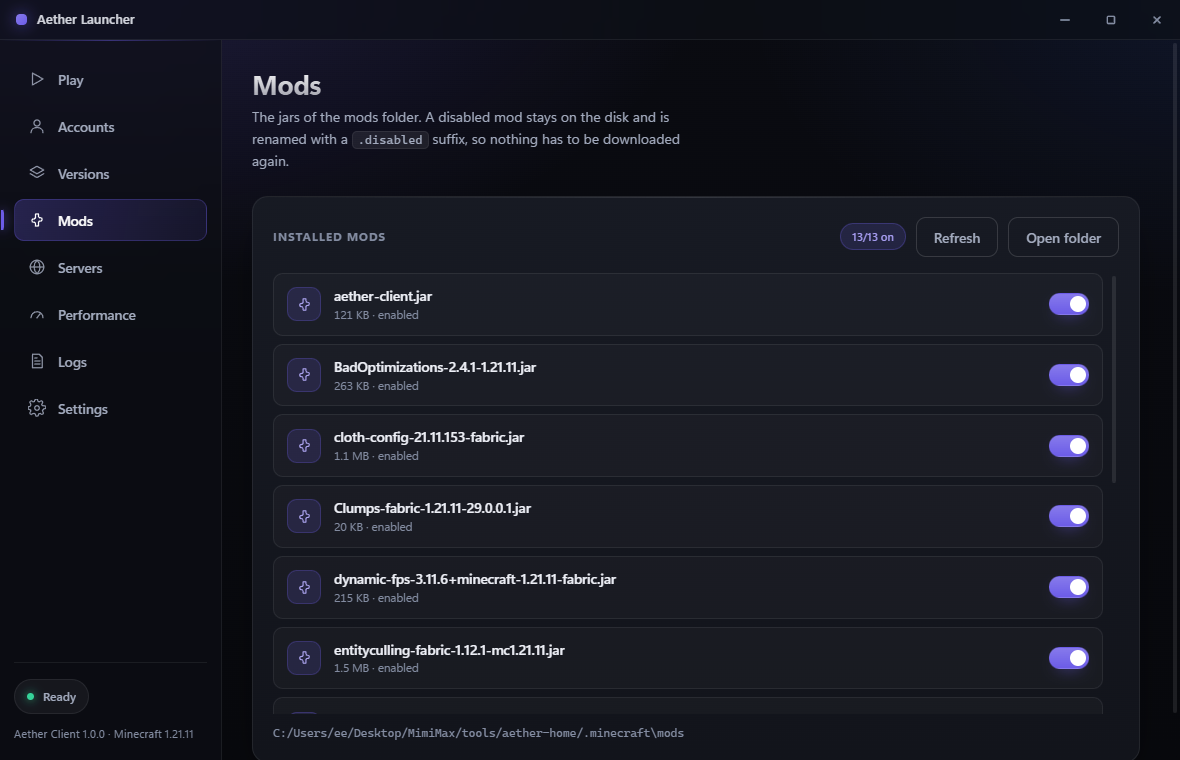 Aether Launcher
Play
Accounts
Versions
Mods
Servers
Performance
Logs
Settings
Ready
Aether Client 1.0.0 · Minecraft 1.21.11
Mods
The jars of the mods folder. A disabled mod stays on the disk and is
renamed with a .disabled suffix, so nothing has to be downloaded
again.
INSTALLED MODS
13/13 on
Refresh
Open folder
aether-client.jar
121 KB · enabled
BadOptimizations-2.4.1-1.21.11.jar
263 KB · enabled
cloth-config-21.11.153-fabric.jar
1.1 MB · enabled
Clumps-fabric-1.21.11-29.0.0.1.jar
20 KB · enabled
dynamic-fps-3.11.6+minecraft-1.21.11-fabric.jar
215 KB · enabled
entityculling-fabric-1.12.1-mc1.21.11.jar
1.5 MB · enabled
C:/Users/ee/Desktop/MimiMax/tools/aether-home/.minecraft\mods